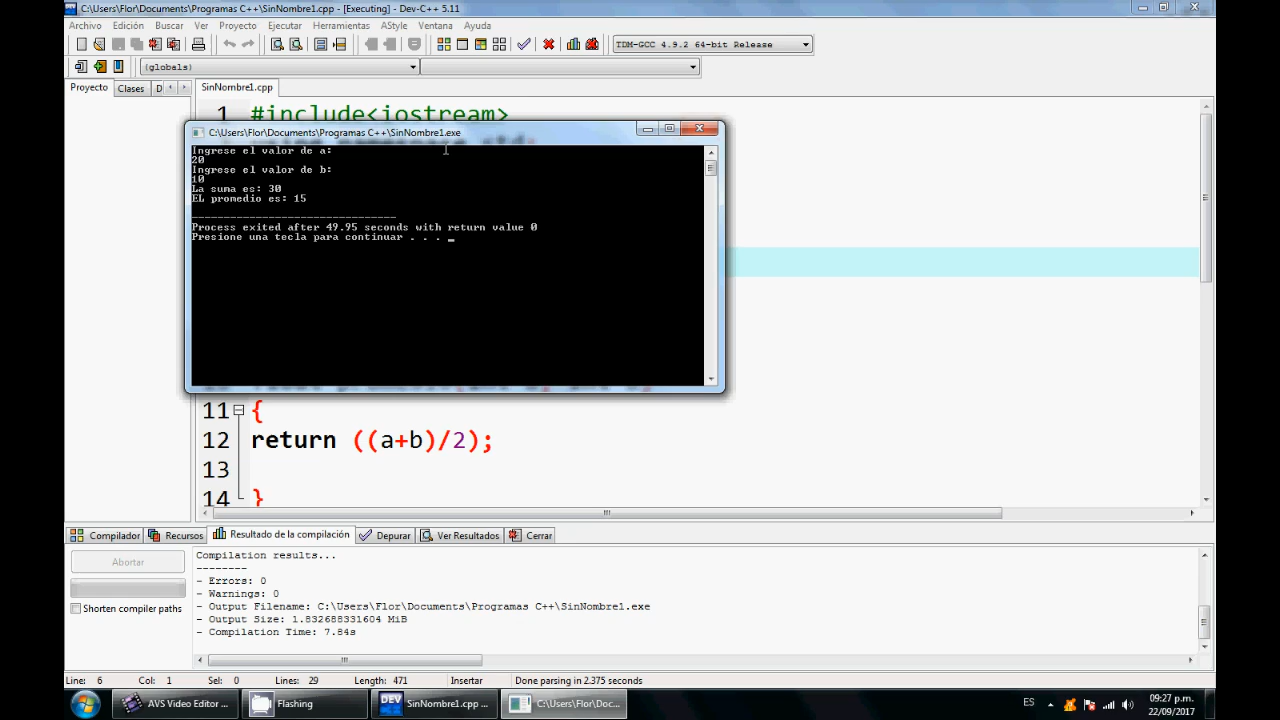 C:\Users\Flor\Documents\Programas C++\SinNombre1.cpp - [Executing] - Dev-C++ 5.11
Archivo Edición Buscar Ver Proyecto Ejecutar Herramientas AStyle Ventana Ayuda
TDM-GCC 4.9.2 64-bit Release
(globals)
Proyecto Clases D SinNombre1.cpp
1 #include<iostream>
C:\Users\Flor\Documents\Programas C++\SinNombre1.exe
Ingrese el valor de a:
20
Ingrese el valor de b:
10
La suma es: 30
EL promedio es: 15
--------------------------------
Process exited after 49.95 seconds with return value 0
Presione una tecla para continuar . . . _
11 {
12 return ((a+b)/2);
13
14 }
Compilador Recursos Resultado de la compilación Depurar Ver Resultados Cerrar
Abortar
Shorten compiler paths
Compilation results...
--------
- Errors: 0
- Warnings: 0
- Output Filename: C:\Users\Flor\Documents\Programas C++\SinNombre1.exe
- Output Size: 1.832688331604 MiB
- Compilation Time: 7.84s
Line: 6 Col: 1 Sel: 0 Lines: 29 Length: 471 Insertar Done parsing in 2.375 seconds
AVS Video Editor ... Flashing DEV SinNombre1.cpp ... C:\Users\Flor\Doc... ES 09:27 p.m.
22/09/2017